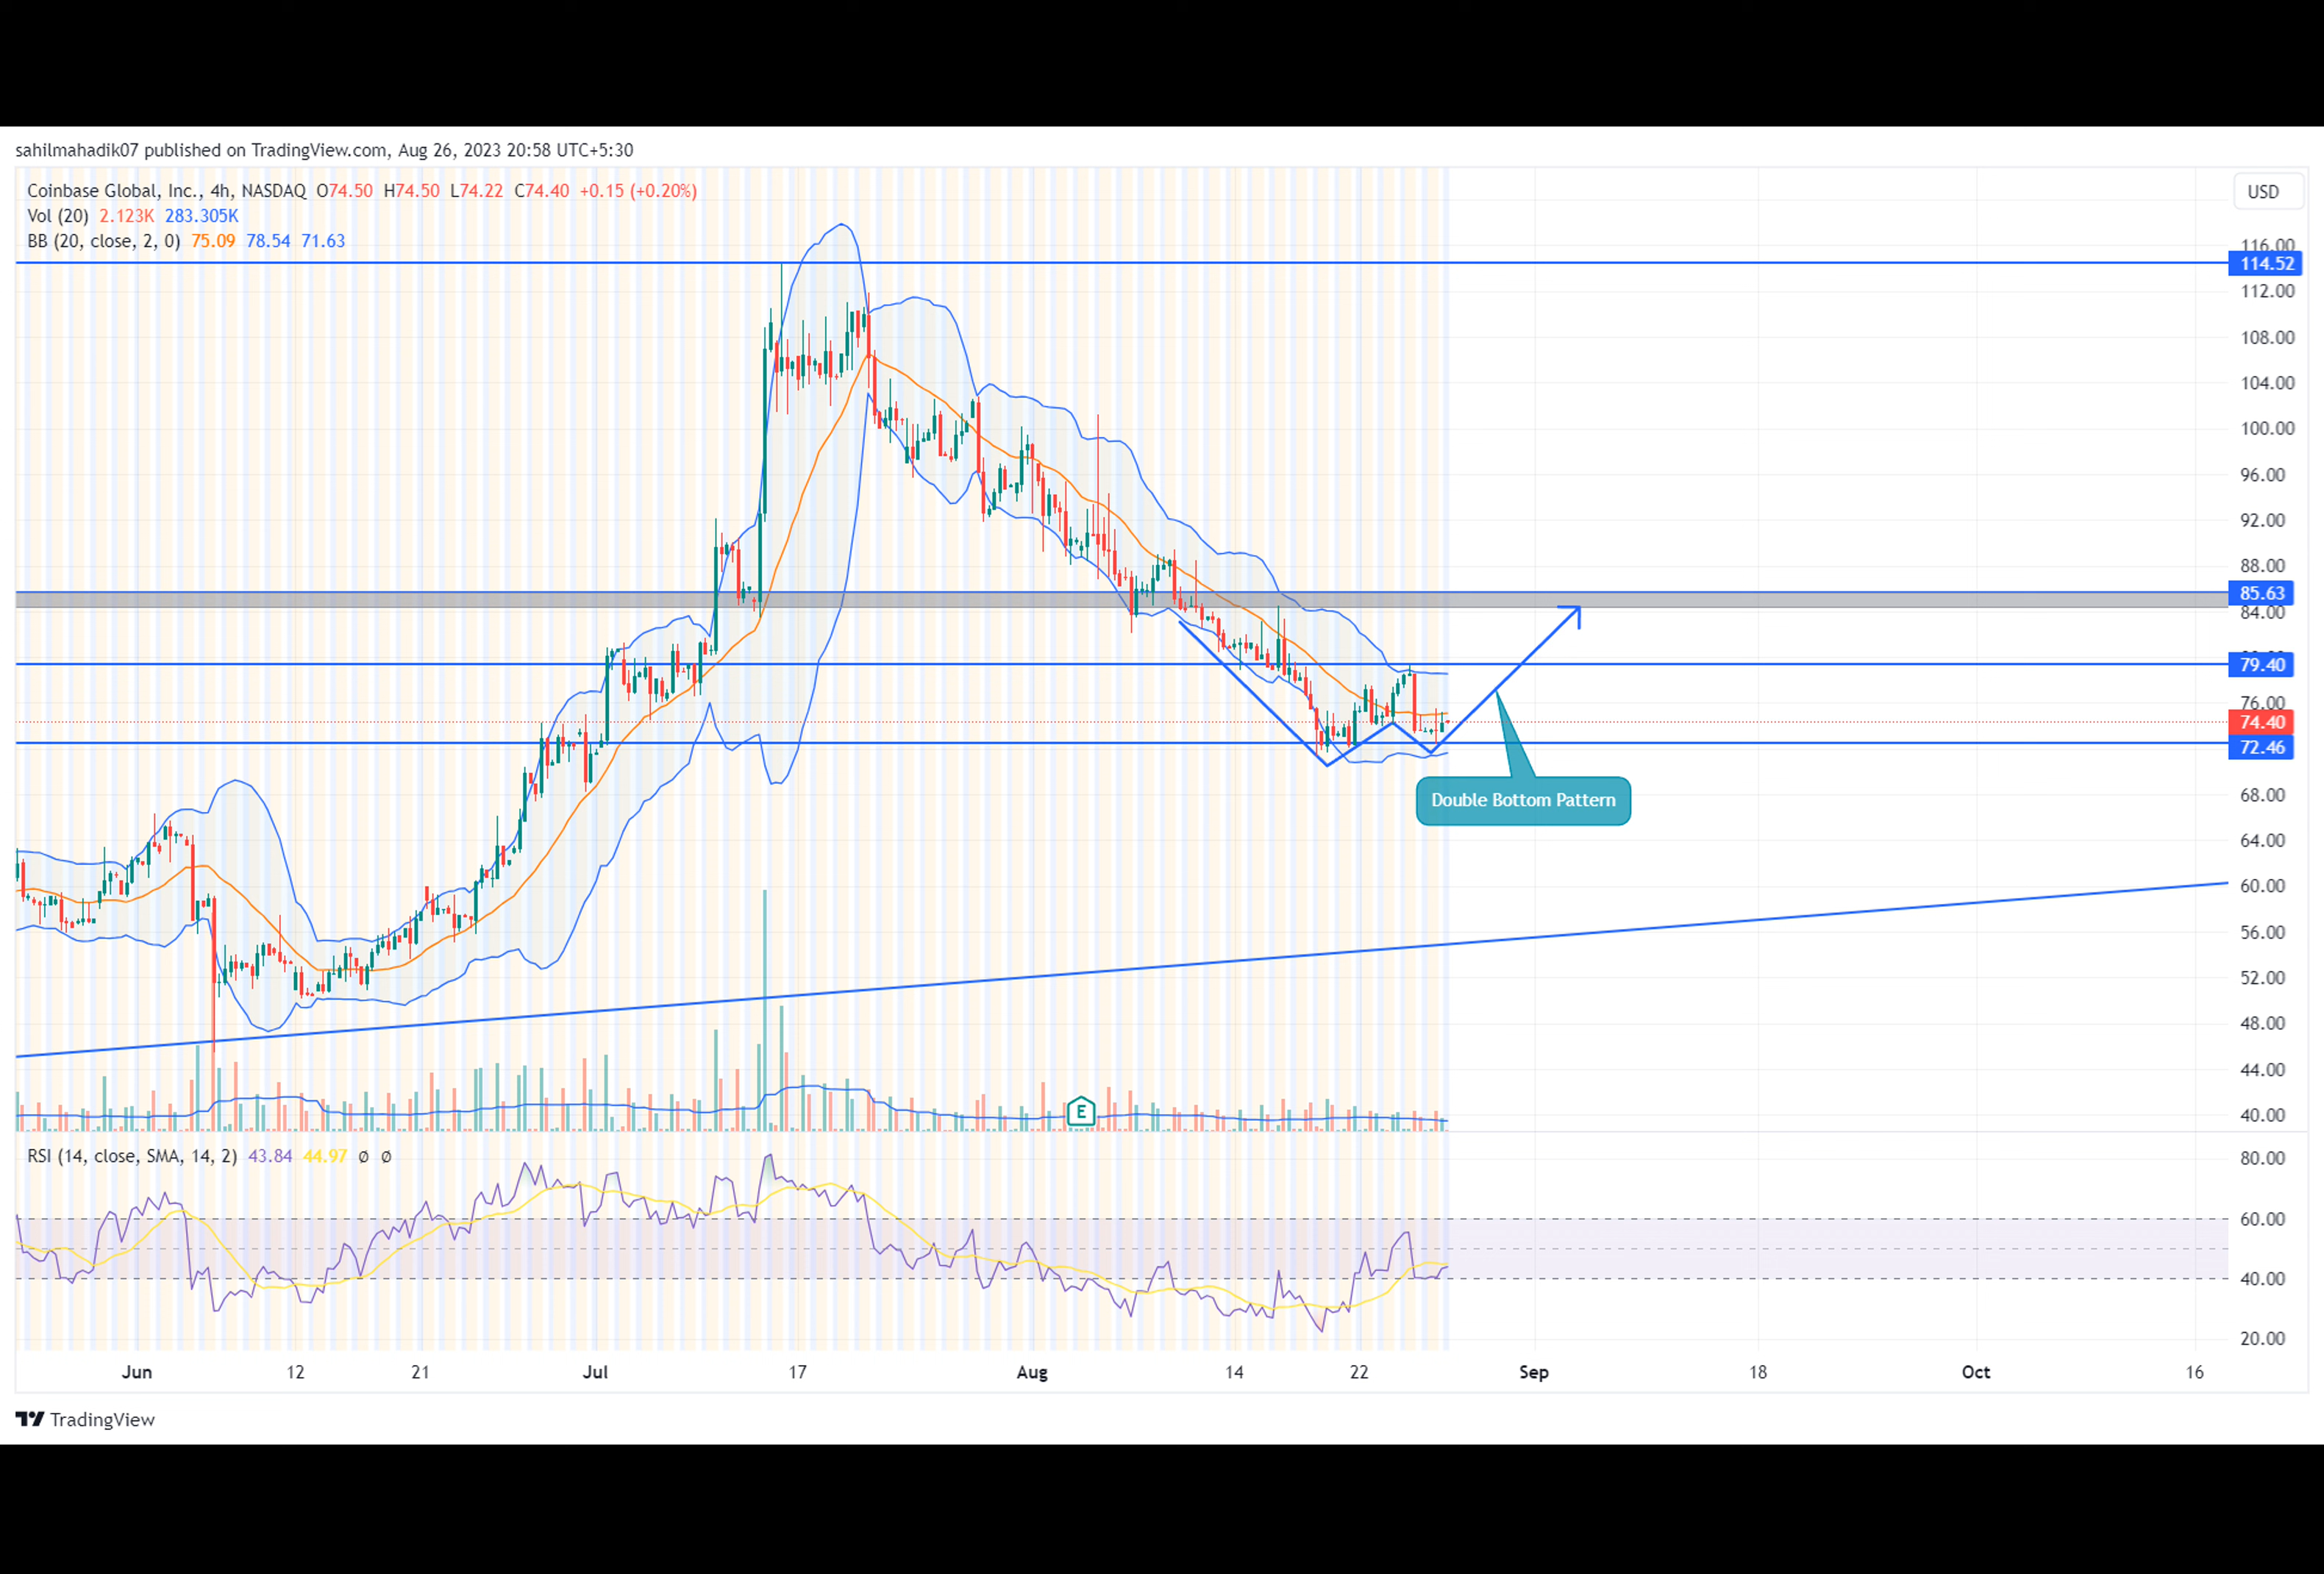 sahilmahadik07 published on TradingView.com, Aug 26, 2023 20:58 UTC+5:30
Coinbase Global, Inc., 4h, NASDAQ O74.50 H74.50 L74.22 C74.40 +0.15 (+0.20%)
Vol (20) 2.123K 283.305K
BB (20, close, 2, 0) 75.09 78.54 71.63
USD
116.00
114.52
112.00
108.00
104.00
100.00
96.00
92.00
88.00
85.63
84.00
79.40
76.00
74.40
72.46
Double Bottom Pattern
68.00
64.00
60.00
56.00
52.00
48.00
44.00
E
40.00
RSI (14, close, SMA, 14, 2) 43.84 44.97 ø ø
80.00
60.00
40.00
20.00
Jun 12 21 Jul 17 Aug 14 22 Sep 18 Oct 16
TradingView